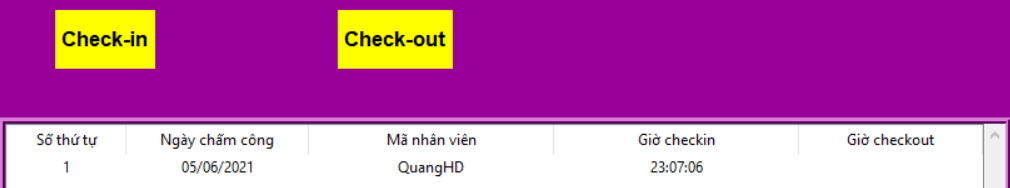 Check-in Check-out
Số thứ tự Ngày chấm công Mã nhân viên Giờ checkin Giờ checkout
1 05/06/2021 QuangHD 23:07:06